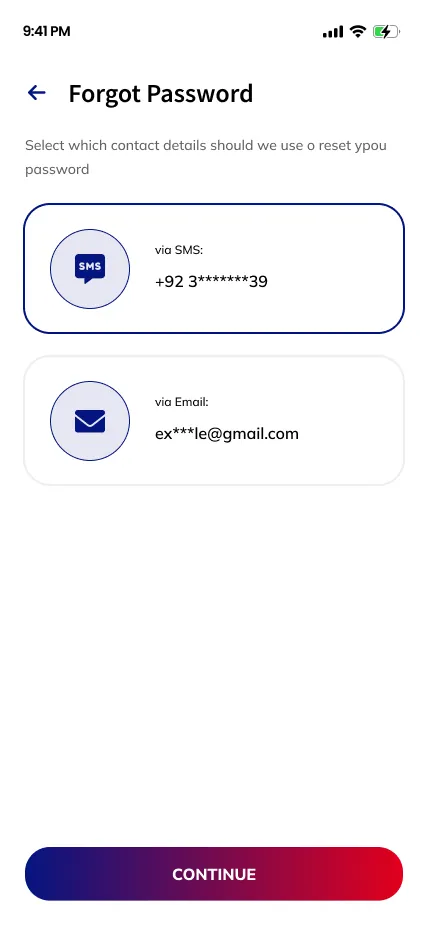 9:41 PM
Forgot Password
Select which contact details should we use o reset ypou
password
via SMS:
SMS
+92 3*******39
via Email:
ex***le@gmail.com
CONTINUE